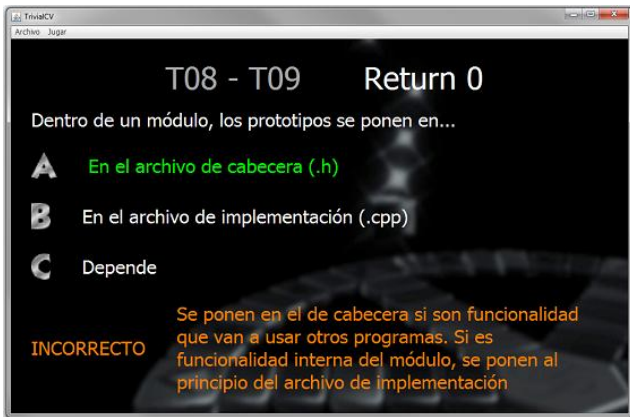 TrivialCV
Archivo Jugar
T08 - T09 Return 0
Dentro de un módulo, los prototipos se ponen en...
A En el archivo de cabecera (.h)
B En el archivo de implementación (.cpp)
C Depende
INCORRECTO
Se ponen en el de cabecera si son funcionalidad
que van a usar otros programas. Si es
funcionalidad interna del módulo, se ponen al
principio del archivo de implementación